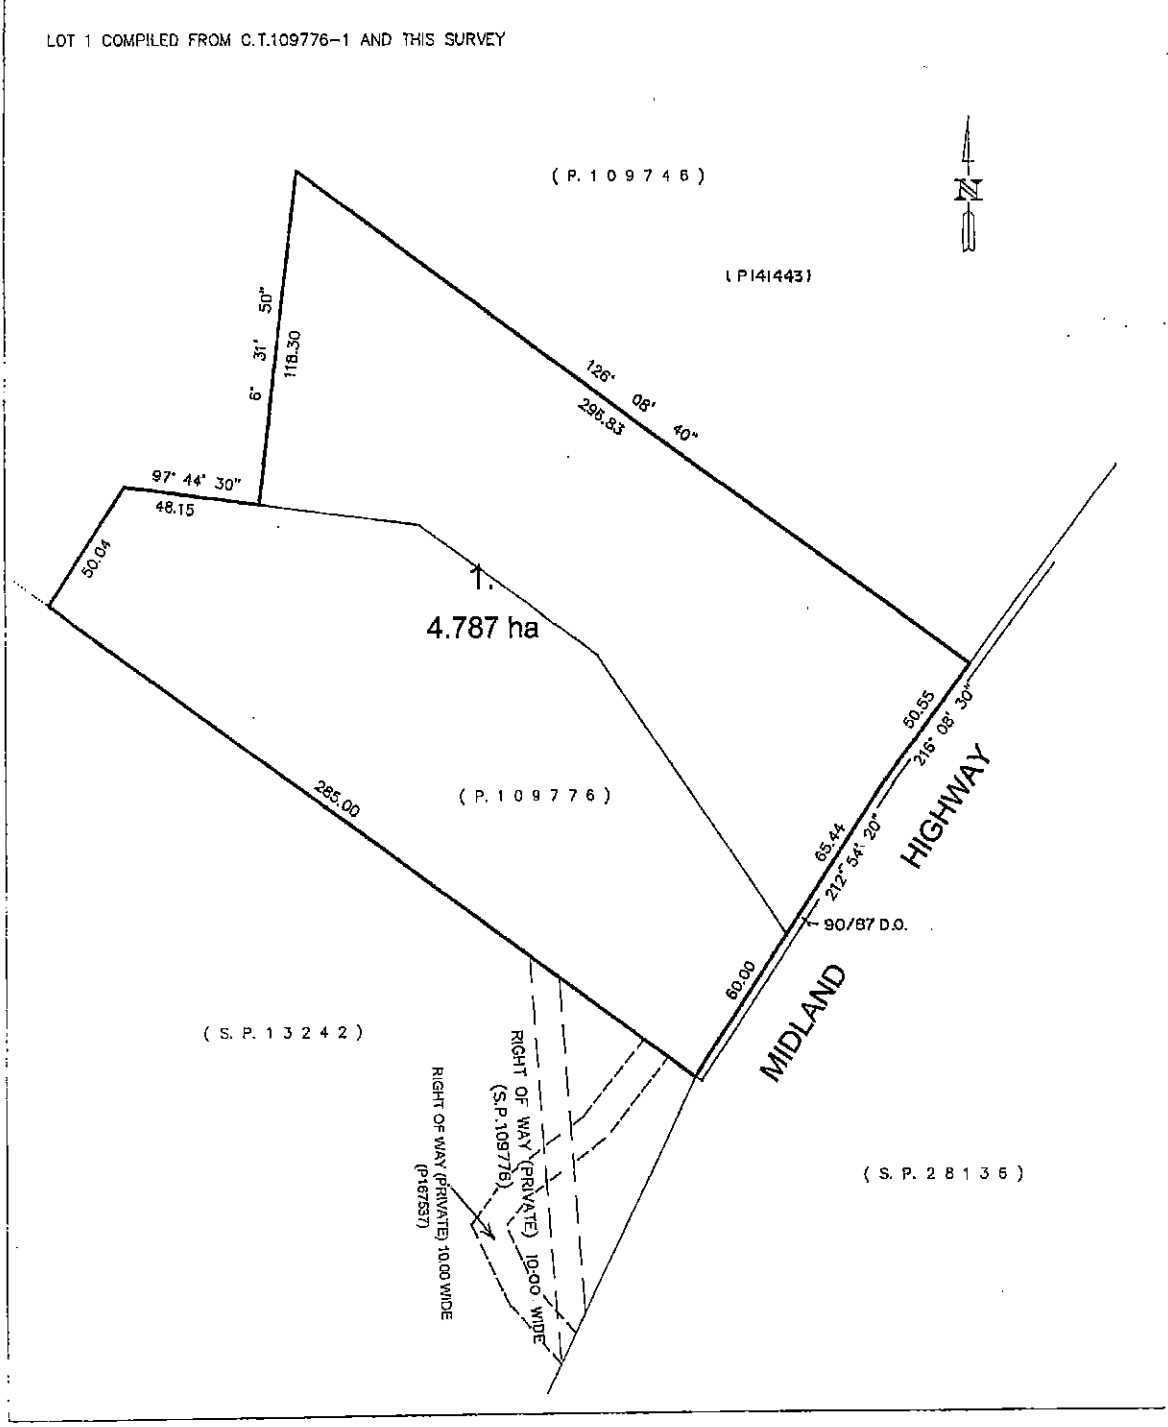 LOT 1 COMPILED FROM C.T.109776-1 AND THIS SURVEY
(P.109746)
N
(P141443)
6° 31' 50"
118.30
126° 08' 40"
295.83
97° 44' 30"
48.15
50.04
1.
4.787 ha
50.55
216° 08' 30"
285.00
(P.109776)
65.44
212° 54' 20"
HIGHWAY
90/87 D.O.
60.00
MIDLAND
(S.P.13242)
RIGHT OF WAY (PRIVATE) 10.00 WIDE
(S.P.109776)
RIGHT OF WAY (PRIVATE) 10.00 WIDE
(P167537)
(S.P.28136)